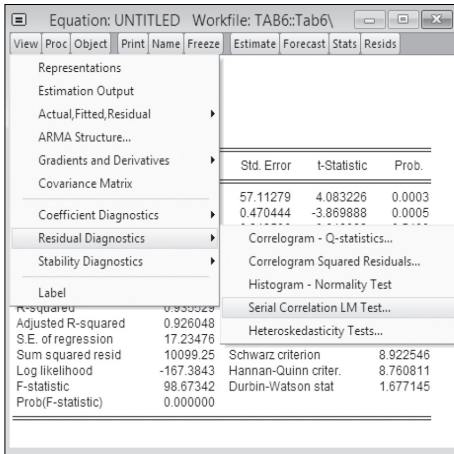 Equation: UNTITLED Workfile: TAB6::Tab6\
View Proc Object Print Name Freeze Estimate Forecast Stats Resids
Representations
Estimation Output
Actual,Fitted,Residual
ARMA Structure...
Gradients and Derivatives
Covariance Matrix
Coefficient Diagnostics
Residual Diagnostics
Stability Diagnostics
Label
Std. Error t-Statistic Prob.
57.11279 4.083226 0.0003
0.470444 -3.869888 0.0005
Correlogram - Q-statistics...
Correlogram Squared Residuals...
Histogram - Normality Test
Serial Correlation LM Test...
Heteroskedasticity Tests...
R-squared 0.935529
Adjusted R-squared 0.926048
S.E. of regression 17.23476
Sum squared resid 10099.25 Schwarz criterion 8.922546
Log likelihood -167.3843 Hannan-Quinn criter. 8.760811
F-statistic 98.67342 Durbin-Watson stat 1.677145
Prob(F-statistic) 0.000000